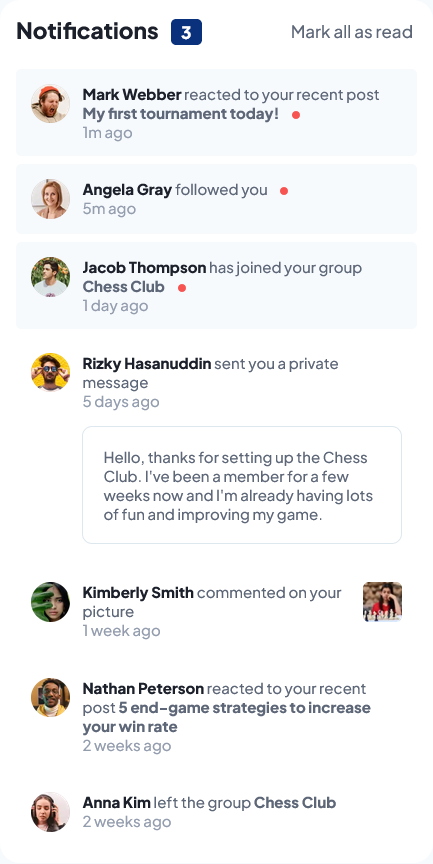 Notifications 3 Mark all as read
Mark Webber reacted to your recent post
My first tournament today!
1m ago
Angela Gray followed you
5m ago
Jacob Thompson has joined your group
Chess Club
1 day ago
Rizky Hasanuddin sent you a private
message
5 days ago
Hello, thanks for setting up the Chess
Club. I've been a member for a few
weeks now and I'm already having lots
of fun and improving my game.
Kimberly Smith commented on your
picture
1 week ago
Nathan Peterson reacted to your recent
post 5 end-game strategies to increase
your win rate
2 weeks ago
Anna Kim left the group Chess Club
2 weeks ago